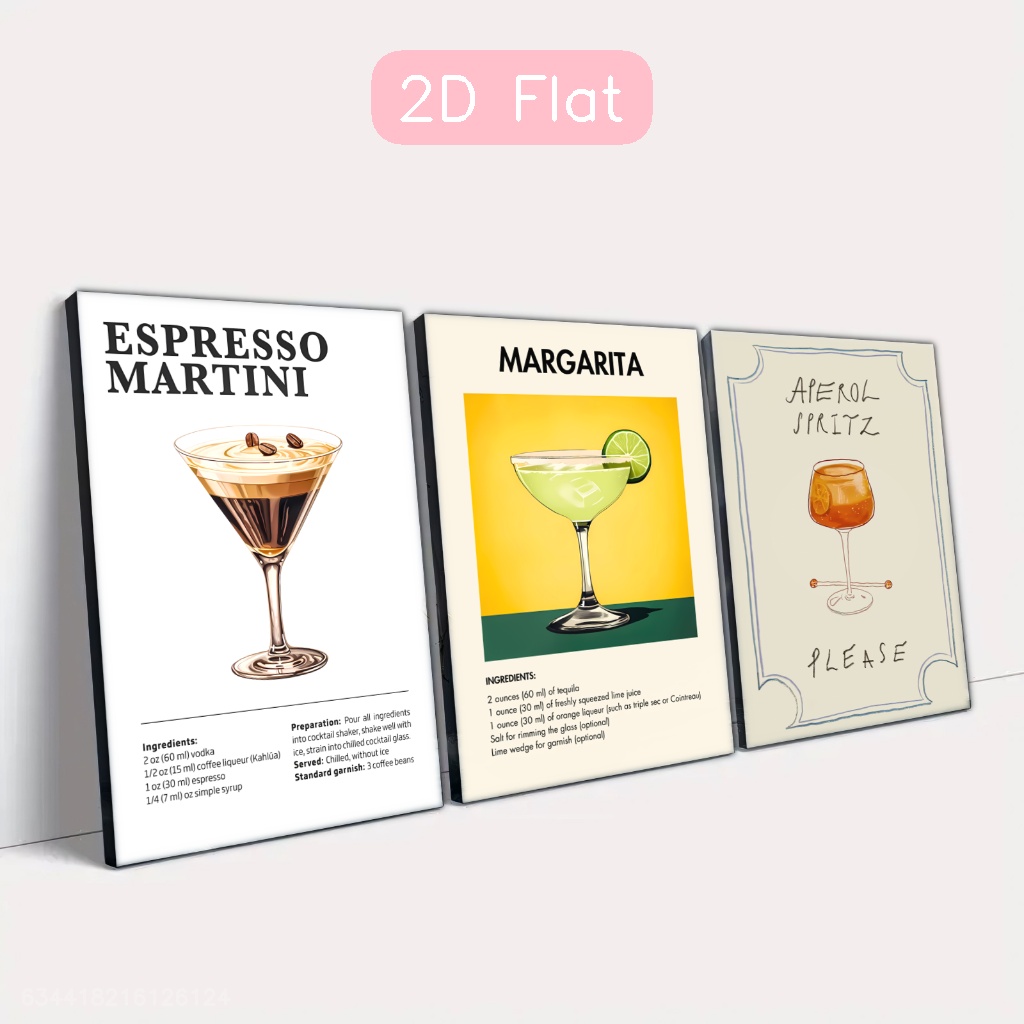 2D Flat
ESPRESSO
MARTINI
Ingredients:
2 oz (60 ml) vodka
1/2 oz (15 ml) coffee liqueur (Kahlúa)
1 oz (30 ml) espresso
1/4 (7 ml) oz simple syrup
Preparation: Pour all ingredients
into cocktail shaker, shake well with
ice, strain into chilled cocktail glass.
Served: Chilled, without ice
Standard garnish: 3 coffee beans
MARGARITA
INGREDIENTS:
2 ounces (60 ml) of tequila
1 ounce (30 ml) of freshly squeezed lime juice
1 ounce (30 ml) of orange liqueur (such as triple sec or Cointreau)
Salt for rimming the glass (optional)
Lime wedge for garnish (optional)
APEROL
SPRITZ
PLEASE
634418216126124